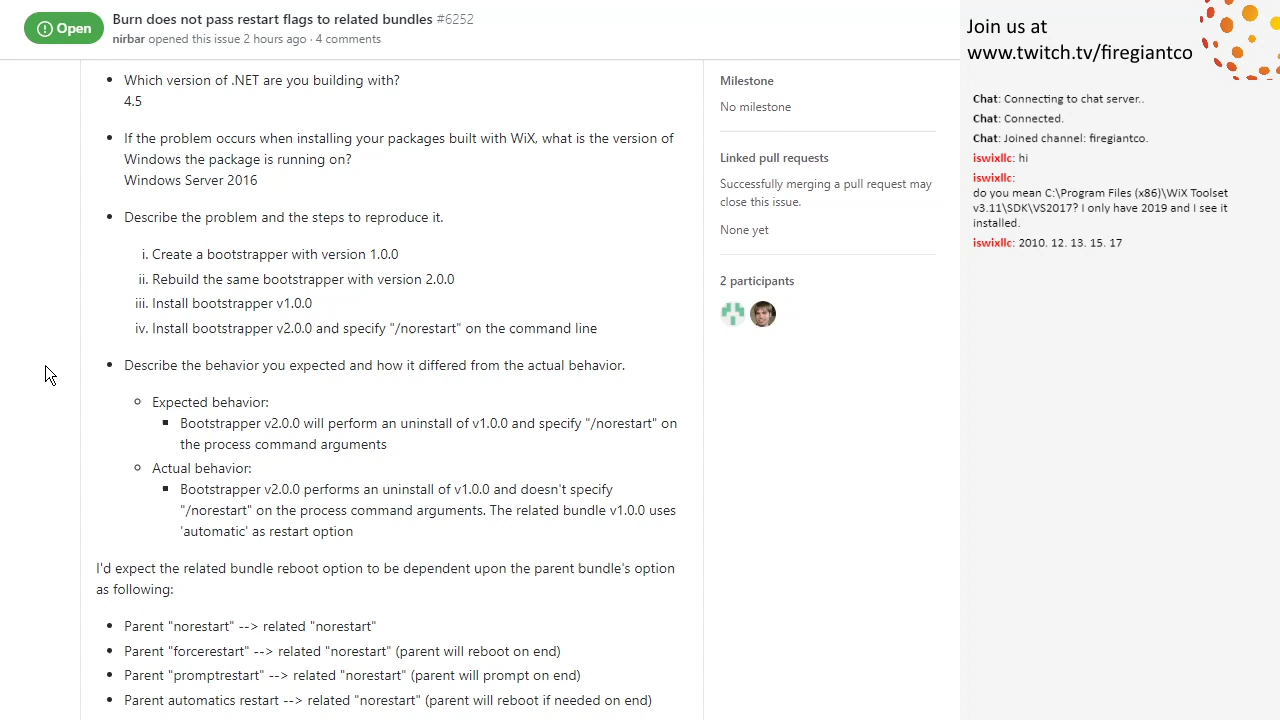 Open
Burn does not pass restart flags to related bundles #6252
nirbar opened this issue 2 hours ago · 4 comments
• Which version of .NET are you building with?
4.5
• If the problem occurs when installing your packages built with WiX, what is the version of
Windows the package is running on?
Windows Server 2016
• Describe the problem and the steps to reproduce it.
i. Create a bootstrapper with version 1.0.0
ii. Rebuild the same bootstrapper with version 2.0.0
iii. Install bootstrapper v1.0.0
iv. Install bootstrapper v2.0.0 and specify "/norestart" on the command line
• Describe the behavior you expected and how it differed from the actual behavior.
◦ Expected behavior:
▪ Bootstrapper v2.0.0 will perform an uninstall of v1.0.0 and specify "/norestart" on
the process command arguments
◦ Actual behavior:
▪ Bootstrapper v2.0.0 performs an uninstall of v1.0.0 and doesn't specify
"/norestart" on the process command arguments. The related bundle v1.0.0 uses
'automatic' as restart option
I'd expect the related bundle reboot option to be dependent upon the parent bundle's option
as following:
• Parent "norestart" --> related "norestart"
• Parent "forcerestart" --> related "norestart" (parent will reboot on end)
• Parent "promptrestart" --> related "norestart" (parent will prompt on end)
• Parent automatics restart --> related "norestart" (parent will reboot if needed on end)
Milestone
No milestone
Linked pull requests
Successfully merging a pull request may
close this issue.
None yet
2 participants
Join us at
www.twitch.tv/firegiantco
Chat: Connecting to chat server..
Chat: Connected.
Chat: Joined channel: firegiantco.
iswixllc: hi
iswixllc:
do you mean C:\Program Files (x86)\WiX Toolset
v3.11\SDK\VS2017? I only have 2019 and I see it
installed.
iswixllc: 2010. 12. 13. 15. 17